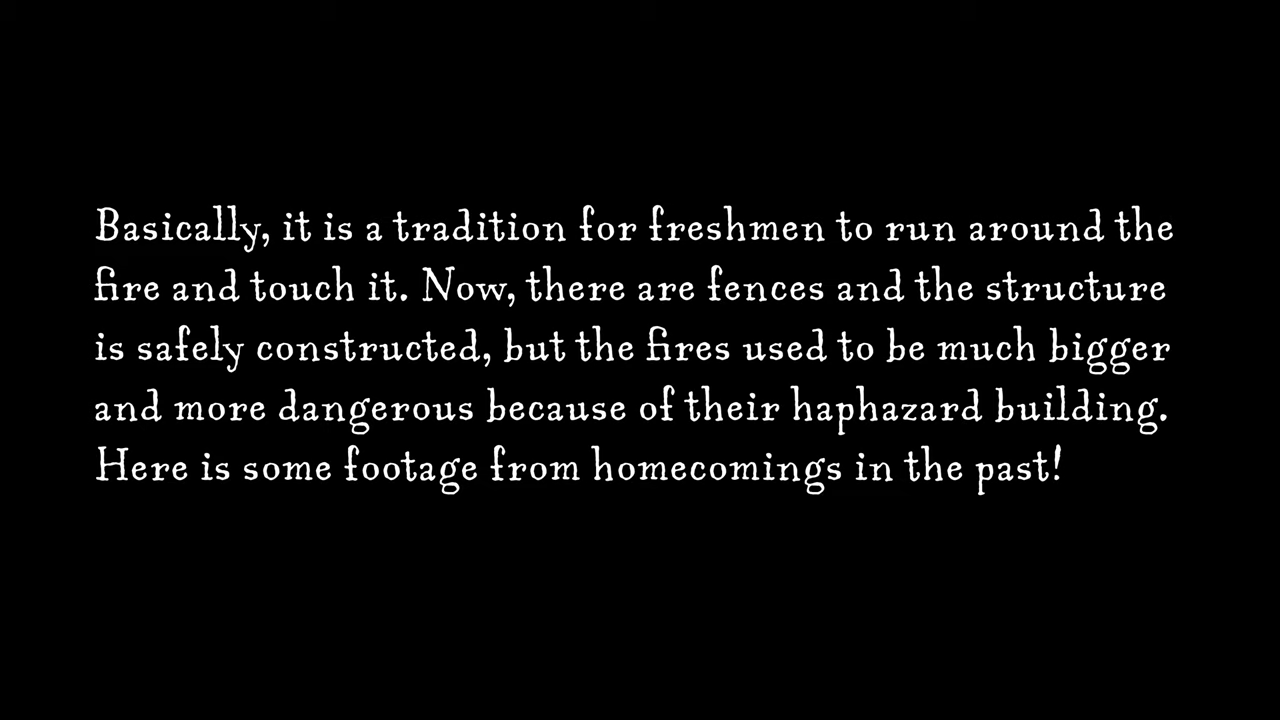 Basically, it is a tradition for freshmen to run around the
fire and touch it. Now, there are fences and the structure
is safely constructed, but the fires used to be much bigger
and more dangerous because of their haphazard building.
Here is some footage from homecomings in the past!